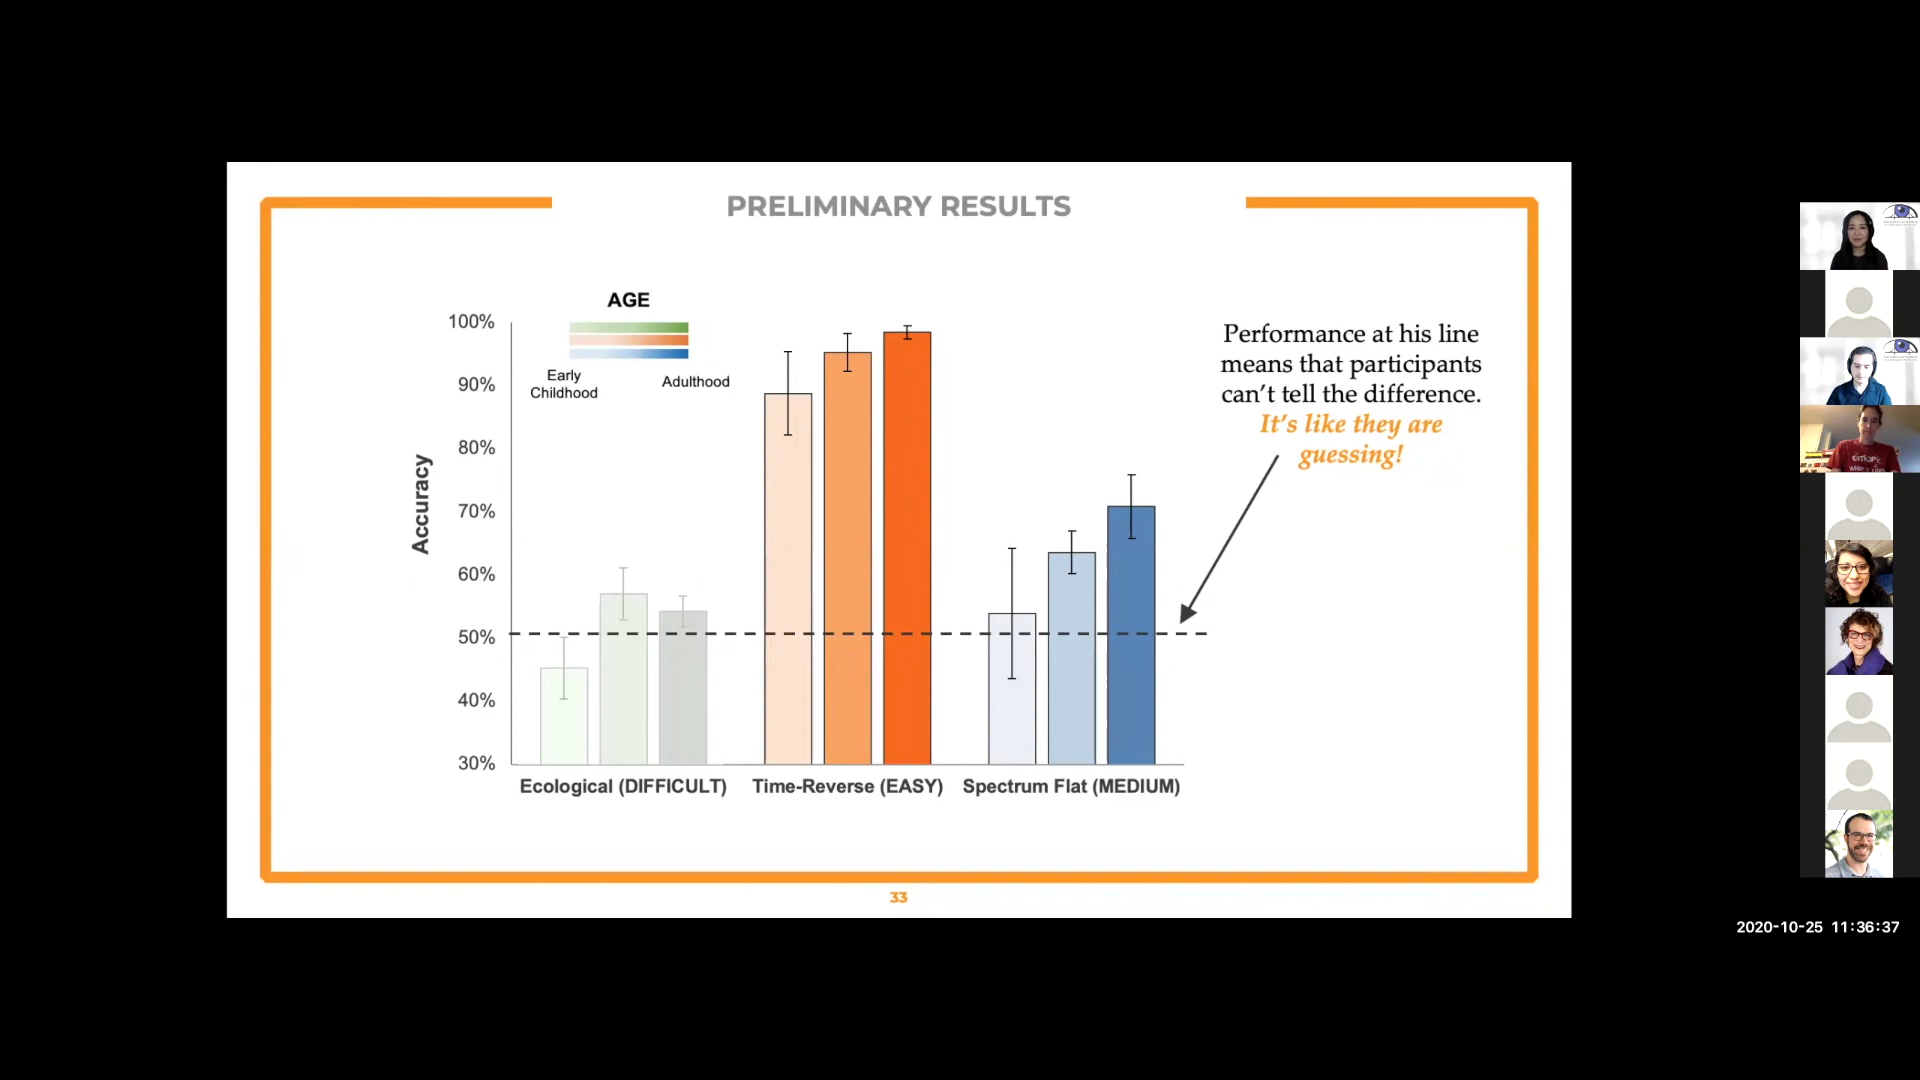 PRELIMINARY RESULTS
AGE
Early
Childhood
Adulthood
100%
90%
80%
70%
60%
50%
40%
30%
Accuracy
Ecological (DIFFICULT)
Time-Reverse (EASY)
Spectrum Flat (MEDIUM)
Performance at his line
means that participants
can't tell the difference.
It's like they are
guessing!
33
2020-10-25 11:36:37